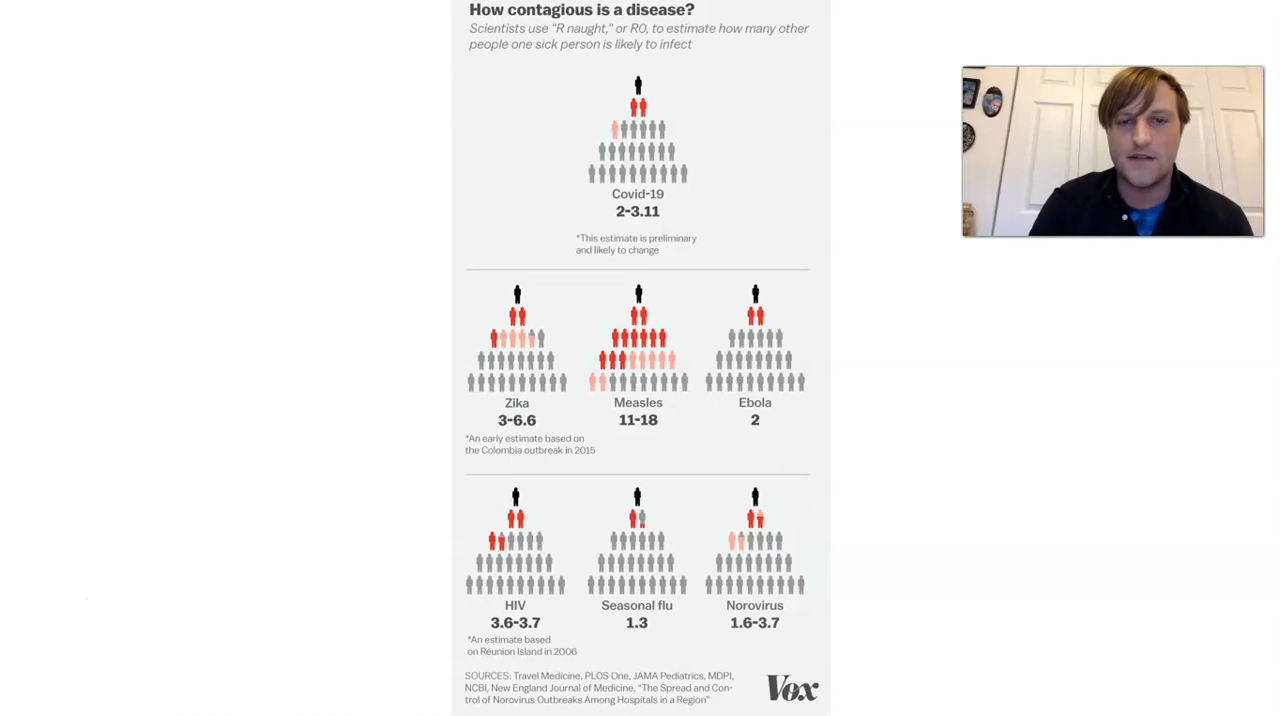 How contagious is a disease?
Scientists use "R naught," or R0, to estimate how many other
people one sick person is likely to infect
Covid-19
2-3.11
*This estimate is preliminary
and likely to change
Zika
3-6.6
*An early estimate based on
the Colombia outbreak in 2015
Measles
11-18
Ebola
2
HIV
3.6-3.7
*An estimate based
on Réunion Island in 2006
Seasonal flu
1.3
Norovirus
1.6-3.7
SOURCES: Travel Medicine, PLOS One, JAMA Pediatrics, MDPI,
NCBI, New England Journal of Medicine, "The Spread and Con-
trol of Norovirus Outbreaks Among Hospitals in a Region"
Vox